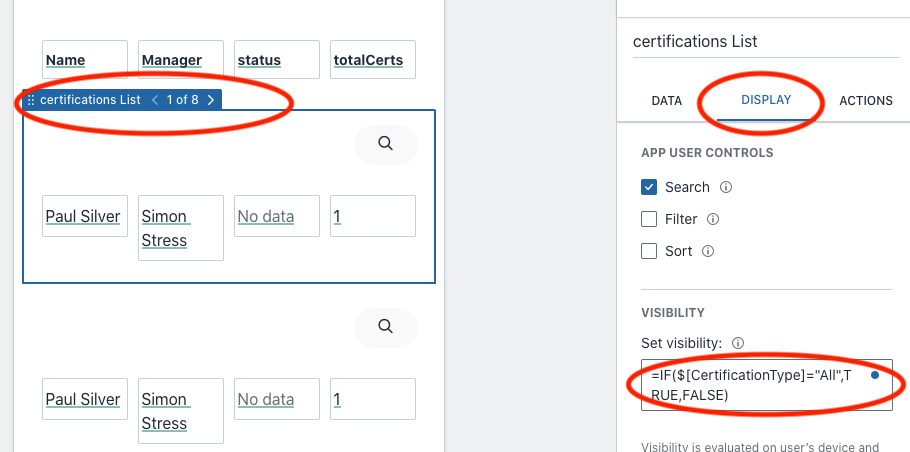 certifications List
Name Manager status totalCerts
certifications List 1 of 8
DATA DISPLAY ACTIONS
APP USER CONTROLS
Search
Paul Silver Simon Stress No data 1
Filter
Sort
VISIBILITY
Set visibility:
=IF($[CertificationType]="All",T
RUE,FALSE)
Paul Silver Simon Stress No data 1
Visibility is evaluated on user's device and